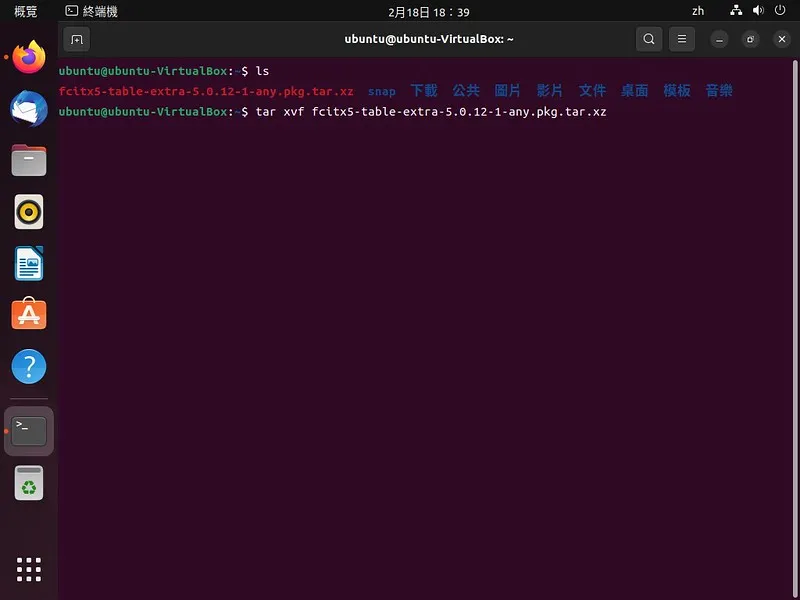 概覽 終端機 2月18日 18：39 zh
ubuntu@ubuntu-VirtualBox: ~
ubuntu@ubuntu-VirtualBox:~$ ls
fcitx5-table-extra-5.0.12-1-any.pkg.tar.xz snap 下載 公共 圖片 影片 文件 桌面 模板 音樂
ubuntu@ubuntu-VirtualBox:~$ tar xvf fcitx5-table-extra-5.0.12-1-any.pkg.tar.xz